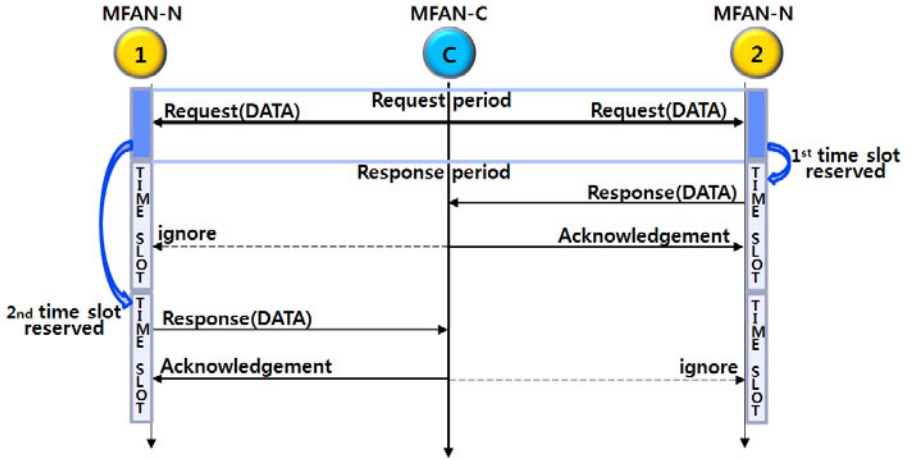 MFAN-N MFAN-C MFAN-N
1 C 2
Request period
Request(DATA) Request(DATA)
1st time slot
reserved
Response period
Response(DATA)
ignore Acknowledgement
TIME SLOT
TIME SLOT
2nd time slot
reserved
Response(DATA)
Acknowledgement ignore
TIME SLOT
TIME SLOT